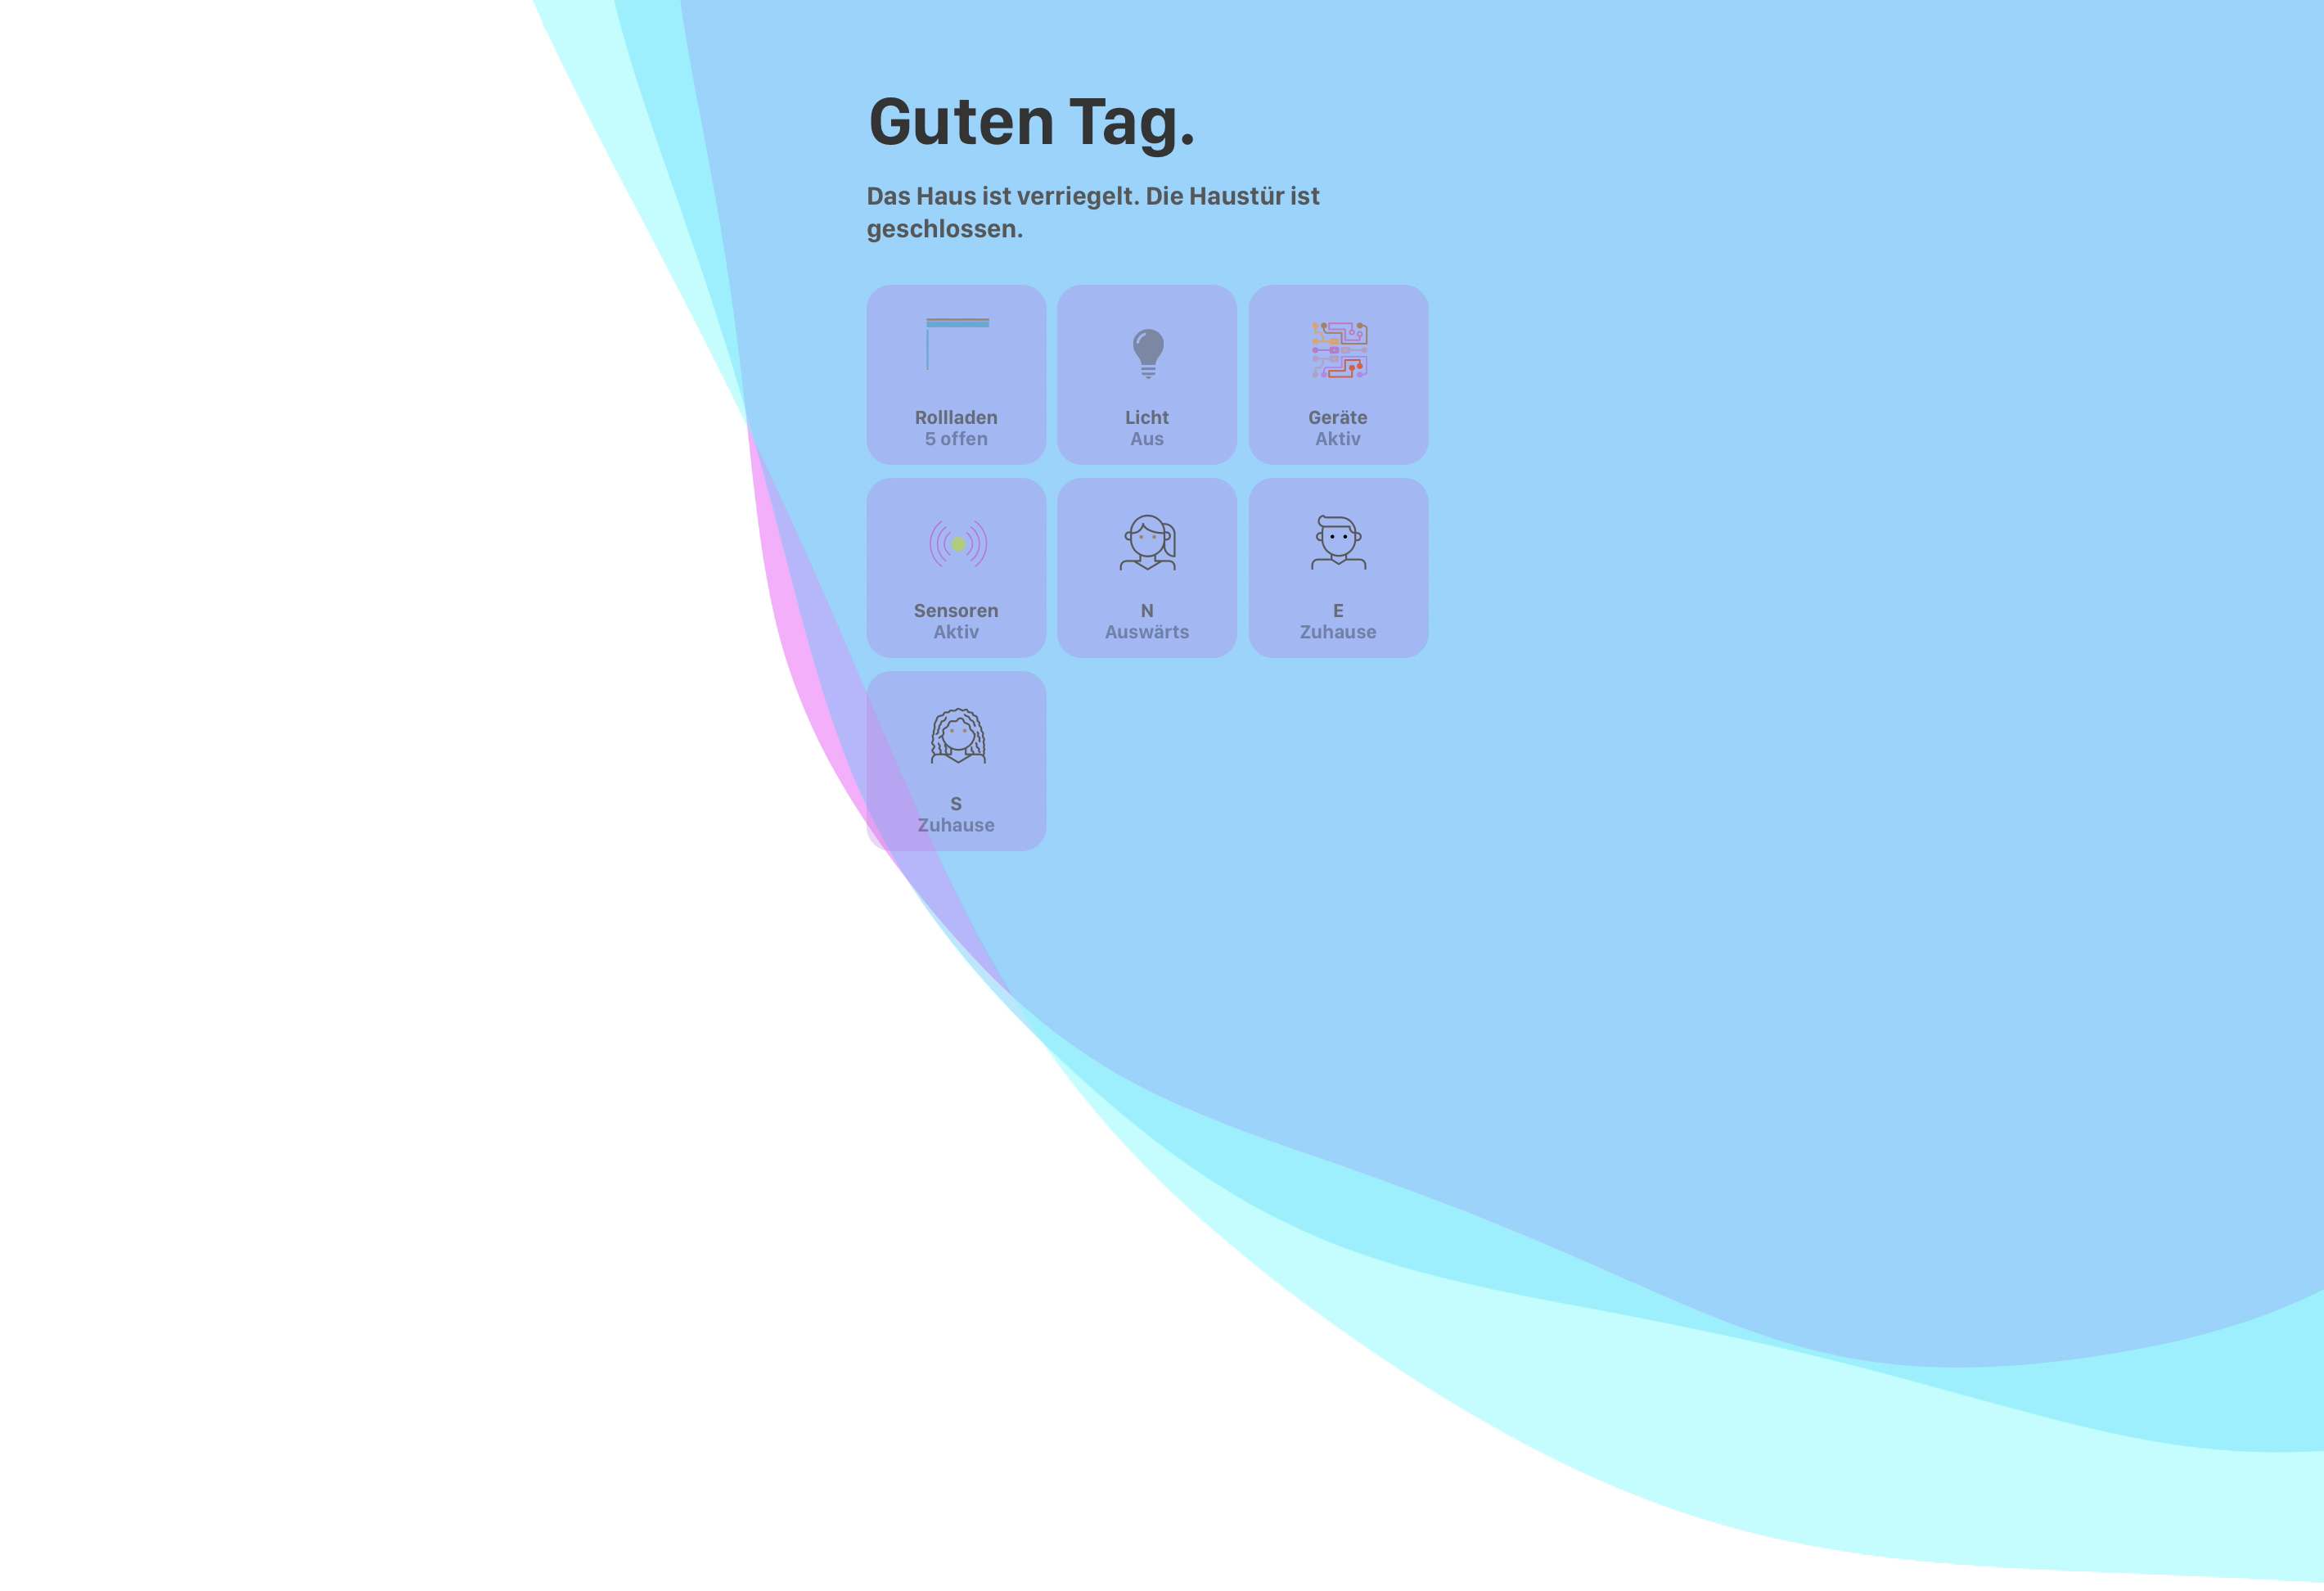 Guten Tag.
Das Haus ist verriegelt. Die Haustür ist
geschlossen.
Rollladen
5 offen
Licht
Aus
Geräte
Aktiv
Sensoren
Aktiv
N
Auswärts
E
Zuhause
S
Zuhause